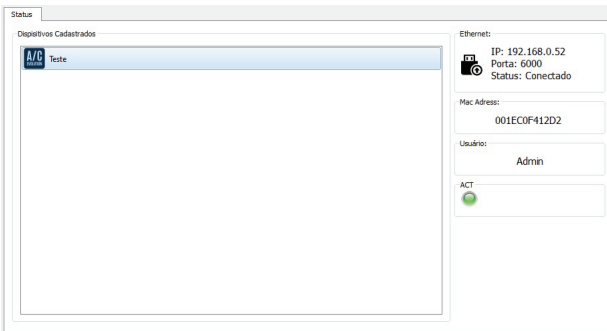 Status
Dispisitivos Cadastrados
A/C
Teste
Ethernet:
IP: 192.168.0.52
Porta: 6000
Status: Conectado
Mac Adress:
001EC0F412D2
Usuário:
Admin
ACT